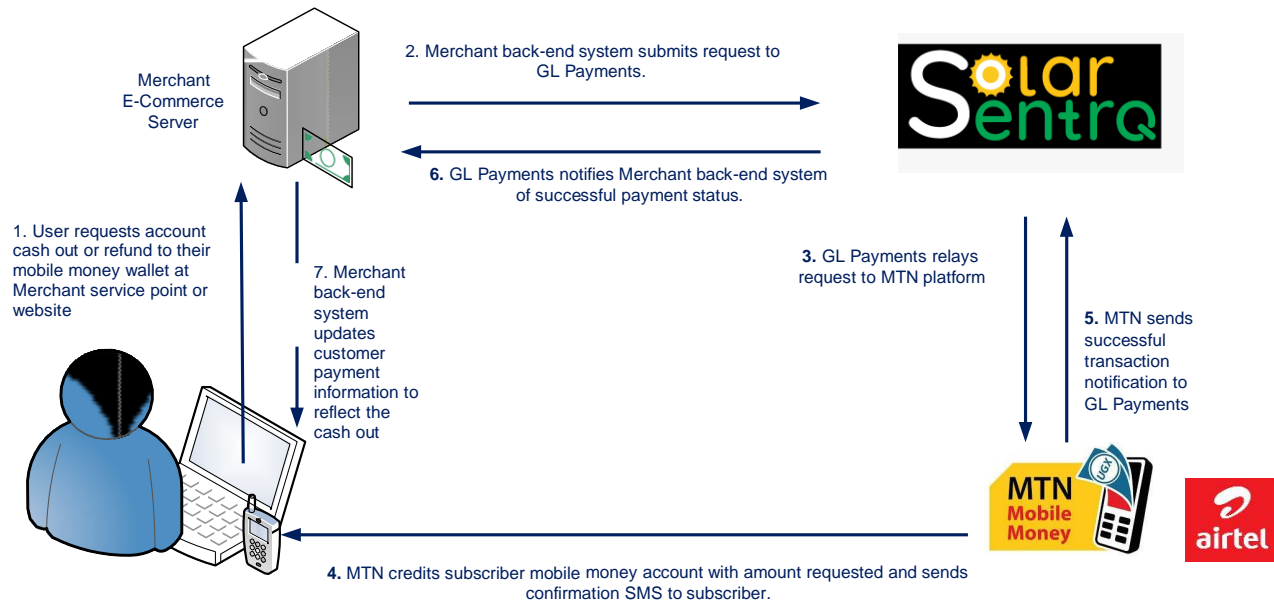 Merchant
E-Commerce
Server
2. Merchant back-end system submits request to
GL Payments.
Solar
SentrQ
6. GL Payments notifies Merchant back-end system
of successful payment status.
1. User requests account
cash out or refund to their
mobile money wallet at
Merchant service point or
website
7. Merchant
back-end
system
updates
customer
payment
information to
reflect the
cash out
3. GL Payments relays
request to MTN platform
5. MTN sends
successful
transaction
notification to
GL Payments
UGX
MTN
Mobile
Money
airtel
4. MTN credits subscriber mobile money account with amount requested and sends
confirmation SMS to subscriber.